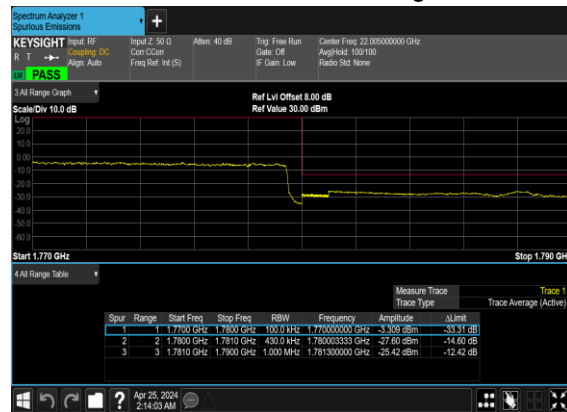 Spectrum Analyzer 1
Spurious Emissions
+
KEYSIGHT Input: RF Input Z: 50 Ω Atten: 40 dB Trig: Free Run Center Freq: 22.005000000 GHz
R T Coupling: DC Corr CCorr Gate: Off Avg|Hold: 100/100
Align: Auto Freq Ref: Int (S) IF Gain: Low Radio Std: None
PASS
3 All Range Graph
Ref Lvl Offset 8.00 dB
Scale/Div 10.0 dB Ref Value 30.00 dBm
Log
20.0
10.0
0.00
-10.0
-20.0
-30.0
-40.0
-50.0
-60.0
Start 1.770 GHz Stop 1.790 GH
4 All Range Table
Measure Trace Trace 1
Trace Type Trace Average (Active)
Spur Range Start Freq Stop Freq RBW Frequency Amplitude ΔLimit
1 1 1.7700 GHz 1.7800 GHz 100.0 kHz 1.770000000 GHz -3.309 dBm -33.31 dB
2 2 1.7800 GHz 1.7810 GHz 430.0 kHz 1.780003333 GHz -27.60 dBm -14.60 dB
3 3 1.7810 GHz 1.7900 GHz 1.000 MHz 1.781300000 GHz -25.42 dBm -12.42 dB
? Apr 25, 2024
2:14:03 AM